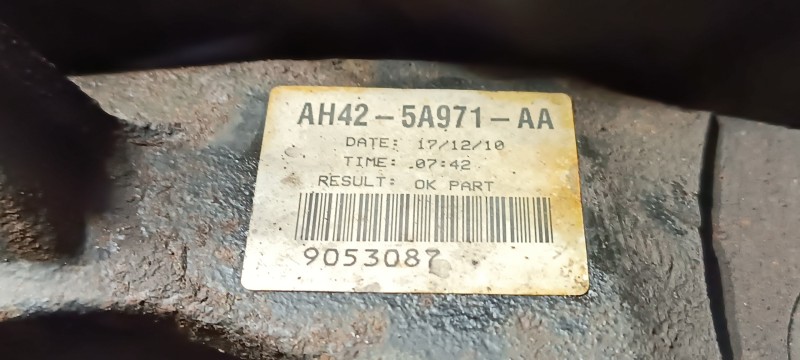 AH42-5A971-AA
DATE: 17/12/10
TIME: 07:42
RESULT: OK PART
9053087